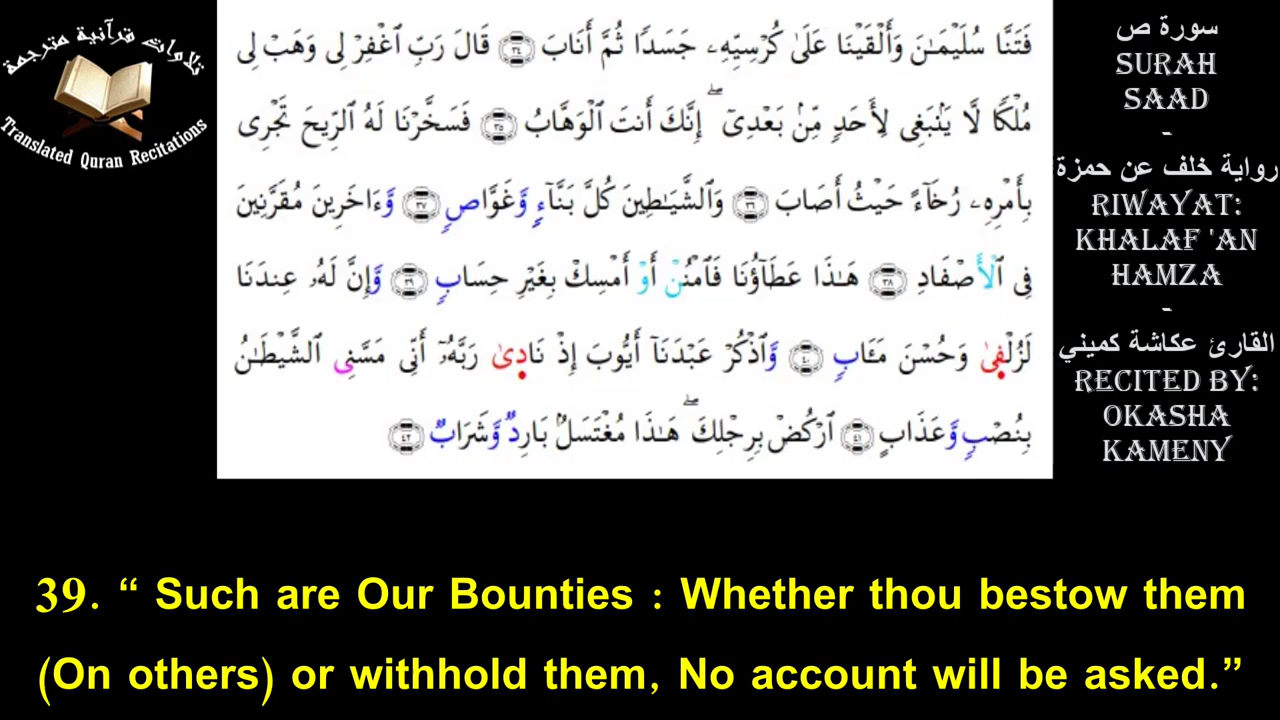 تلاوات قرآنية مترجمة
Translated Quran Recitations
فَتَنَّا سُلَيْمَـٰنَ وَأَلْقَيْنَا عَلَىٰ كُرْسِيِّهِۦ جَسَدًا ثُمَّ أَنَابَ ٣٤ قَالَ رَبِّ ٱغْفِرْ لِى وَهَبْ لِى
مُلْكًا لَّا يَنۢبَغِى لِأَحَدٍ مِّنۢ بَعْدِىٓ ۖ إِنَّكَ أَنتَ ٱلْوَهَّابُ ٣٥ فَسَخَّرْنَا لَهُ ٱلرِّيحَ تَجْرِى
بِأَمْرِهِۦ رُخَآءً حَيْثُ أَصَابَ ٣٦ وَٱلشَّيَـٰطِينَ كُلَّ بَنَّآءٍ وَّغَوَّاصٍ ٣٧ وَّءَاخَرِينَ مُقَرَّنِينَ
فِى ٱلْأَصْفَادِ ٣٨ هَـٰذَا عَطَآؤُنَا فَٱمْنُنْ أَوْ أَمْسِكْ بِغَيْرِ حِسَابٍ ٣٩ وَّإِنَّ لَهُۥ عِندَنَا
لَزُلْفَىٰ وَحُسْنَ مَـَٔابٍ ٤٠ وَّٱذْكُرْ عَبْدَنَآ أَيُّوبَ إِذْ نَادَىٰ رَبَّهُۥٓ أَنِّى مَسَّنِى ٱلشَّيْطَـٰنُ
بِنُصْبٍ وَّعَذَابٍ ٤١ ٱرْكُضْ بِرِجْلِكَ ۖ هَـٰذَا مُغْتَسَلٌۢ بَارِدٌ وَّشَرَابٌ ٤٢
سورة ص
SURAH
SAAD
-
رواية خلف عن حمزة
RIWAYAT:
KHALAF 'AN
HAMZA
-
القارئ عكاشة كميني
RECITED BY:
OKASHA
KAMENY
39. “ Such are Our Bounties : Whether thou bestow them
(On others) or withhold them, No account will be asked.”